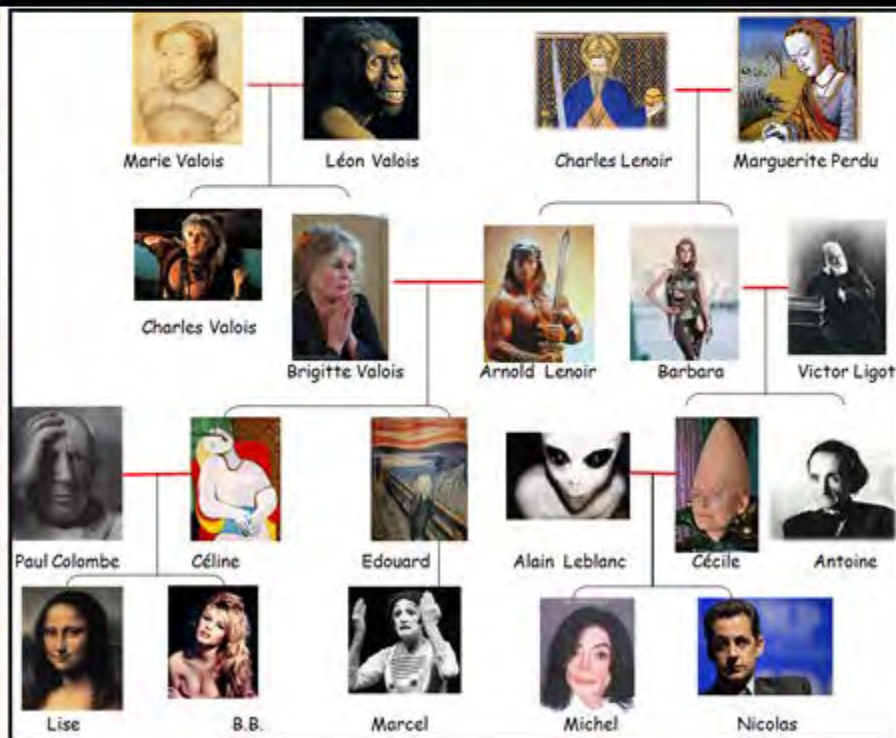 Marie Valois Léon Valois Charles Lenoir Marguerite Perdu
Charles Valois
Brigitte Valois Arnold Lenoir Barbara Victor Ligot
Paul Colombe Céline Edouard Alain Leblanc Cécile Antoine
Lise B.B. Marcel Michel Nicolas